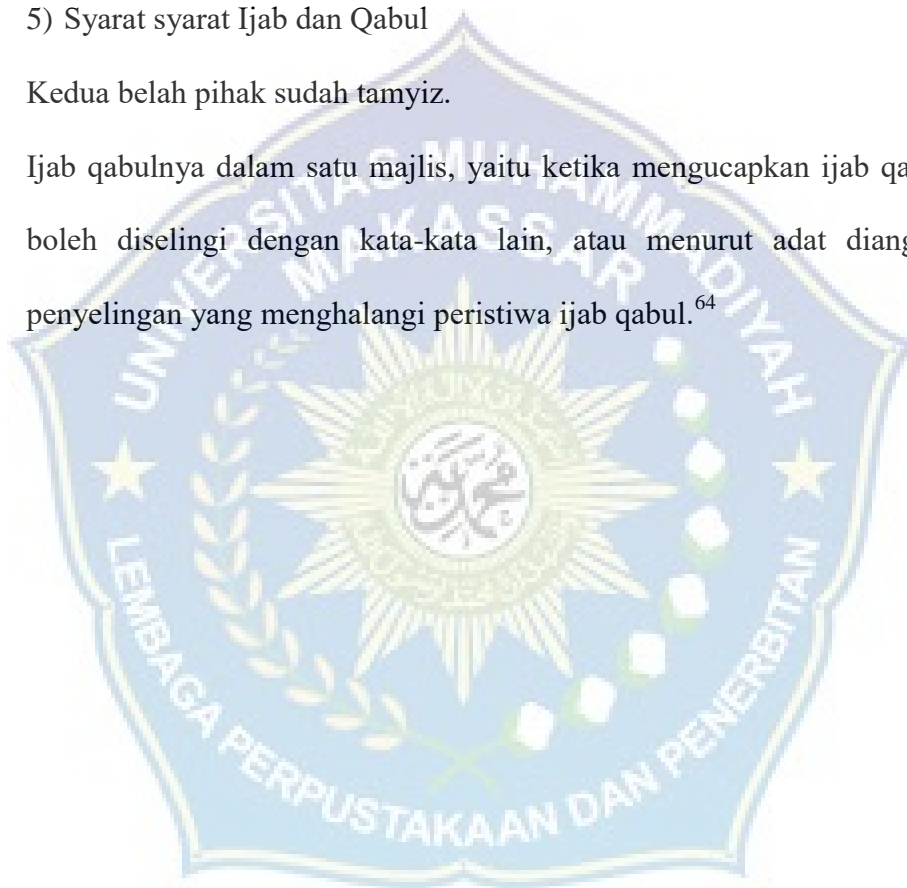 5) Syarat syarat Ijab dan Qabul
Kedua belah pihak sudah tamyiz.
Ijab qabulnya dalam satu majlis, yaitu ketika mengucapkan ijab qa
boleh diselingi dengan kata-kata lain, atau menurut adat diang
penyelingan yang menghalangi peristiwa ijab qabul.64
UNIVERSITAS MUHAMMADIYAH
MAKASSAR
محمد
LEMBAGA PERPUSTAKAAN DAN PENERBITAN